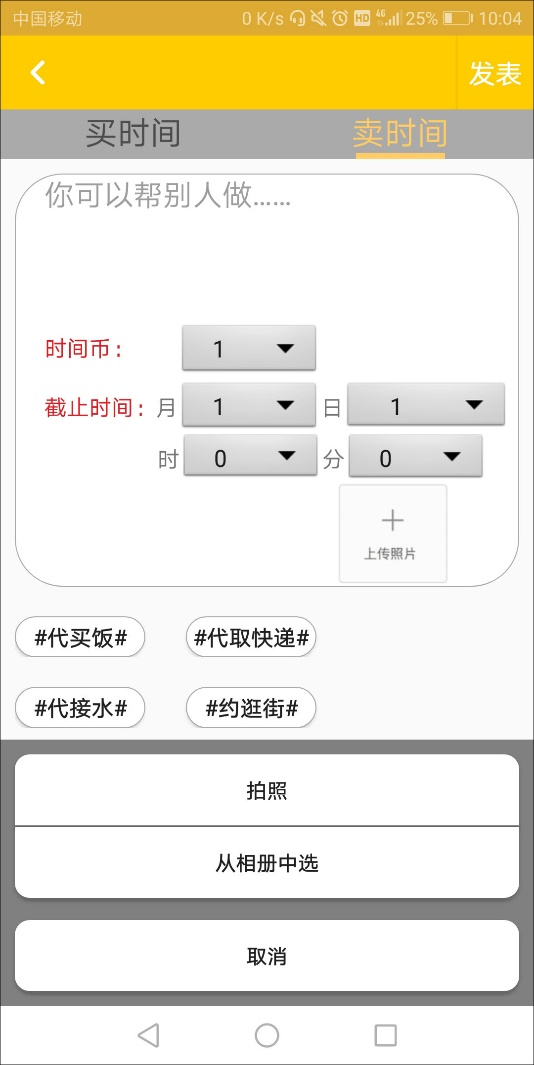 中国移动 0 K/s HD 4G 25% 10:04
发表
买时间 卖时间
你可以帮别人做……
时间币： 1
截止时间：月 1 日 1
时 0 分 0
上传照片
#代买饭# #代取快递#
#代接水# #约逛街#
拍照
从相册中选
取消